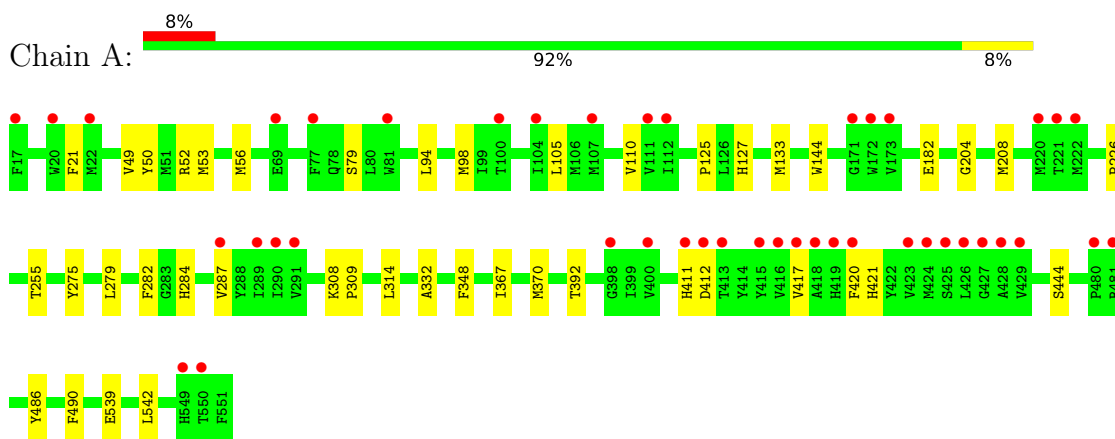 8%
Chain A:
92% 8%
F17 W20 F21 M22 V49 Y50 M51 R52 M53 M56 E69 F77 Q78 S79 L80 W81 L94 M98 I99 T100 I104 L105 M106 M107 V110 V111 I112 P125 L126 H127 M133 W144 G171 W172 V173 E182 G204 M208 M220 T221 M222
T255 Y275 L279 F282 G283 H284 V287 Y288 I289 I290 V291 K308 P309 L314 A332 F348 I367 M370 T392 G398 I399 V400 H411 D412 T413 Y414 Y415 V416 V417 A418 H419 F420 H421 Y422 V423 M424 S425 L426 G427 A428 V429 S444 P480
Y486 F490 E539 L542 H549 T550 F551